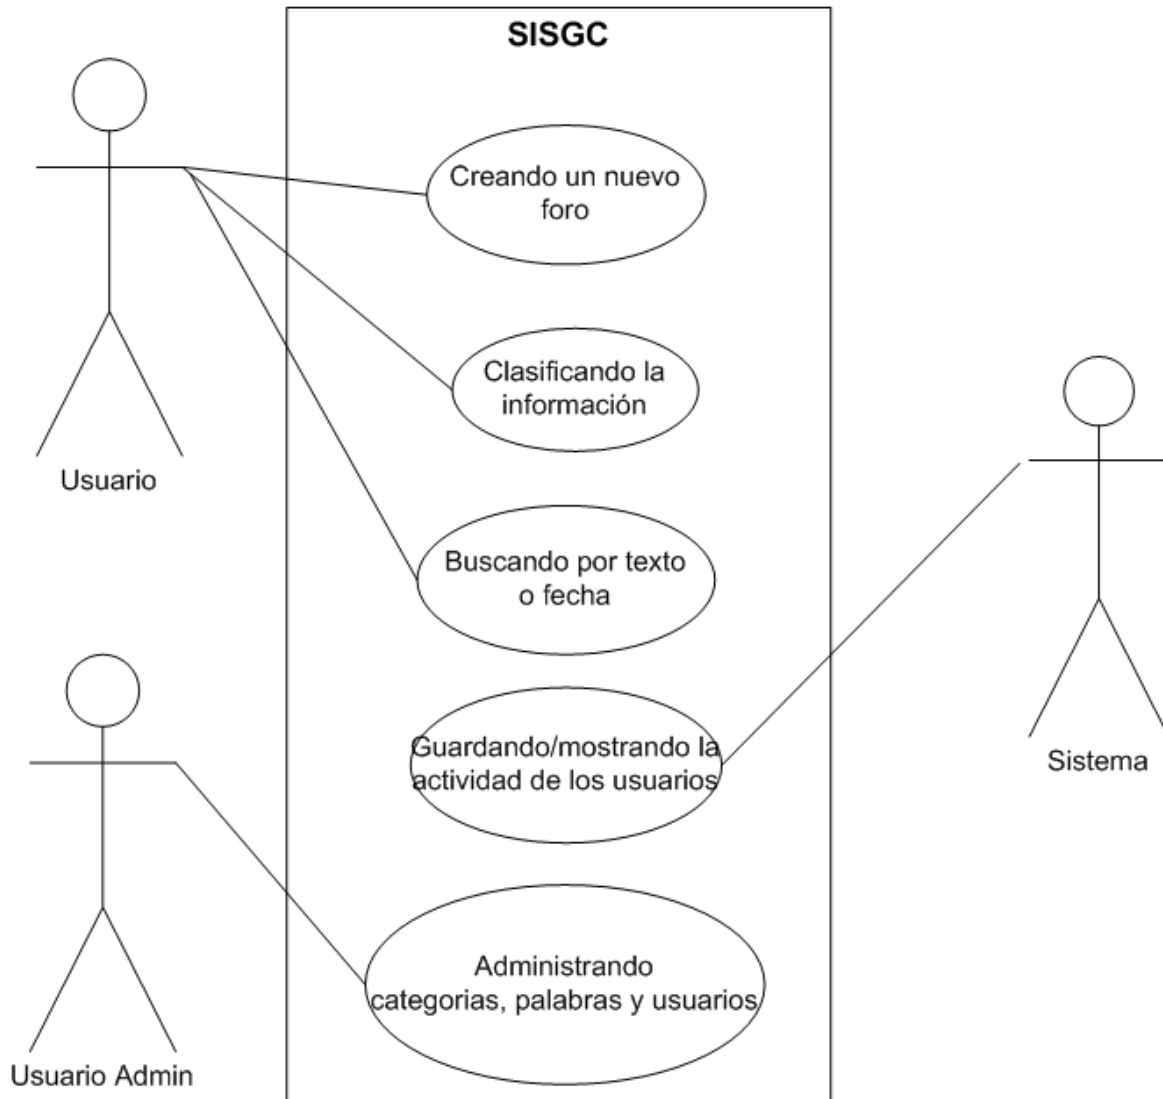 SISGC
Creando un nuevo
foro
Clasificando la
información
Usuario
Buscando por texto
o fecha
Guardando/mostrando la
actividad de los usuarios
Sistema
Administrando
categorias, palabras y usuarios
Usuario Admin